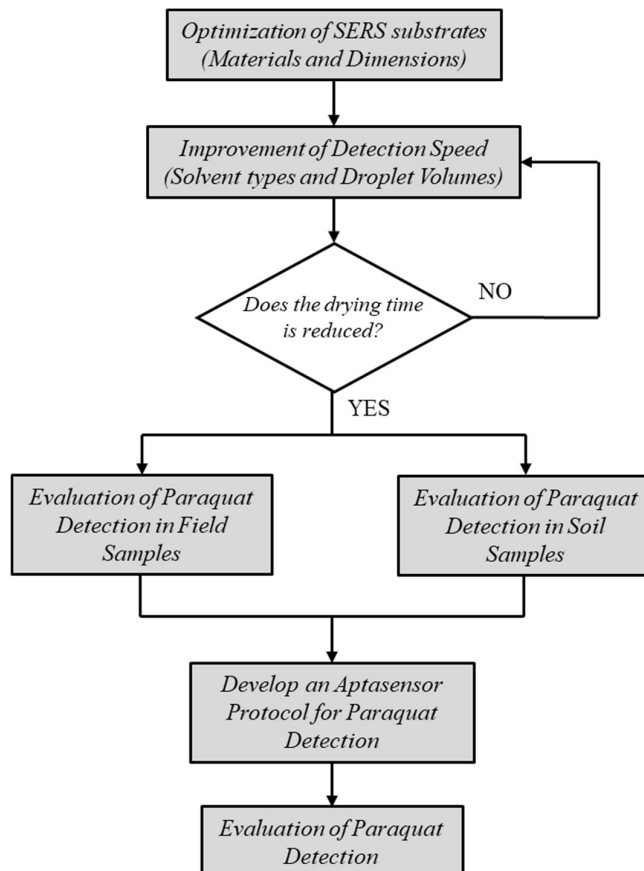 Optimization of SERS substrates
(Materials and Dimensions)
Improvement of Detection Speed
(Solvent types and Droplet Volumes)
Does the drying time
is reduced?
NO
YES
Evaluation of Paraquat
Detection in Field
Samples
Evaluation of Paraquat
Detection in Soil
Samples
Develop an Aptasensor
Protocol for Paraquat
Detection
Evaluation of Paraquat
Detection